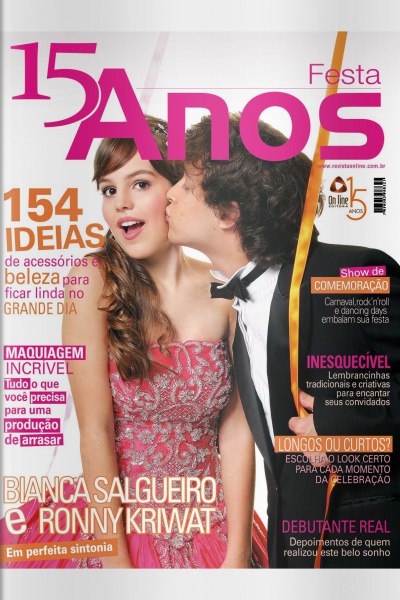 15 Anos
Festa
www.revistaonline.com.br
On line
EDITORA
15
ANOS
154
IDEIAS
de acessórios e
beleza para
ficar linda no
GRANDE DIA
MAQUIAGEM
INCRÍVEL
Tudo o que
você precisa
para uma
produção
de arrasar
BIANCA SALGUEIRO
e RONNY KRIWAT
Em perfeita sintonia
Show de
COMEMORAÇÃO
Carnaval, rock'n'roll
e dancing days
embalam sua festa
INESQUECÍVEL
Lembrancinhas
tradicionais e criativas
para encantar
seus convidados
LONGOS OU CURTOS?
ESCOLHA O LOOK CERTO
PARA CADA MOMENTO
DA CELEBRAÇÃO
DEBUTANTE REAL
Depoimentos de quem
realizou este belo sonho